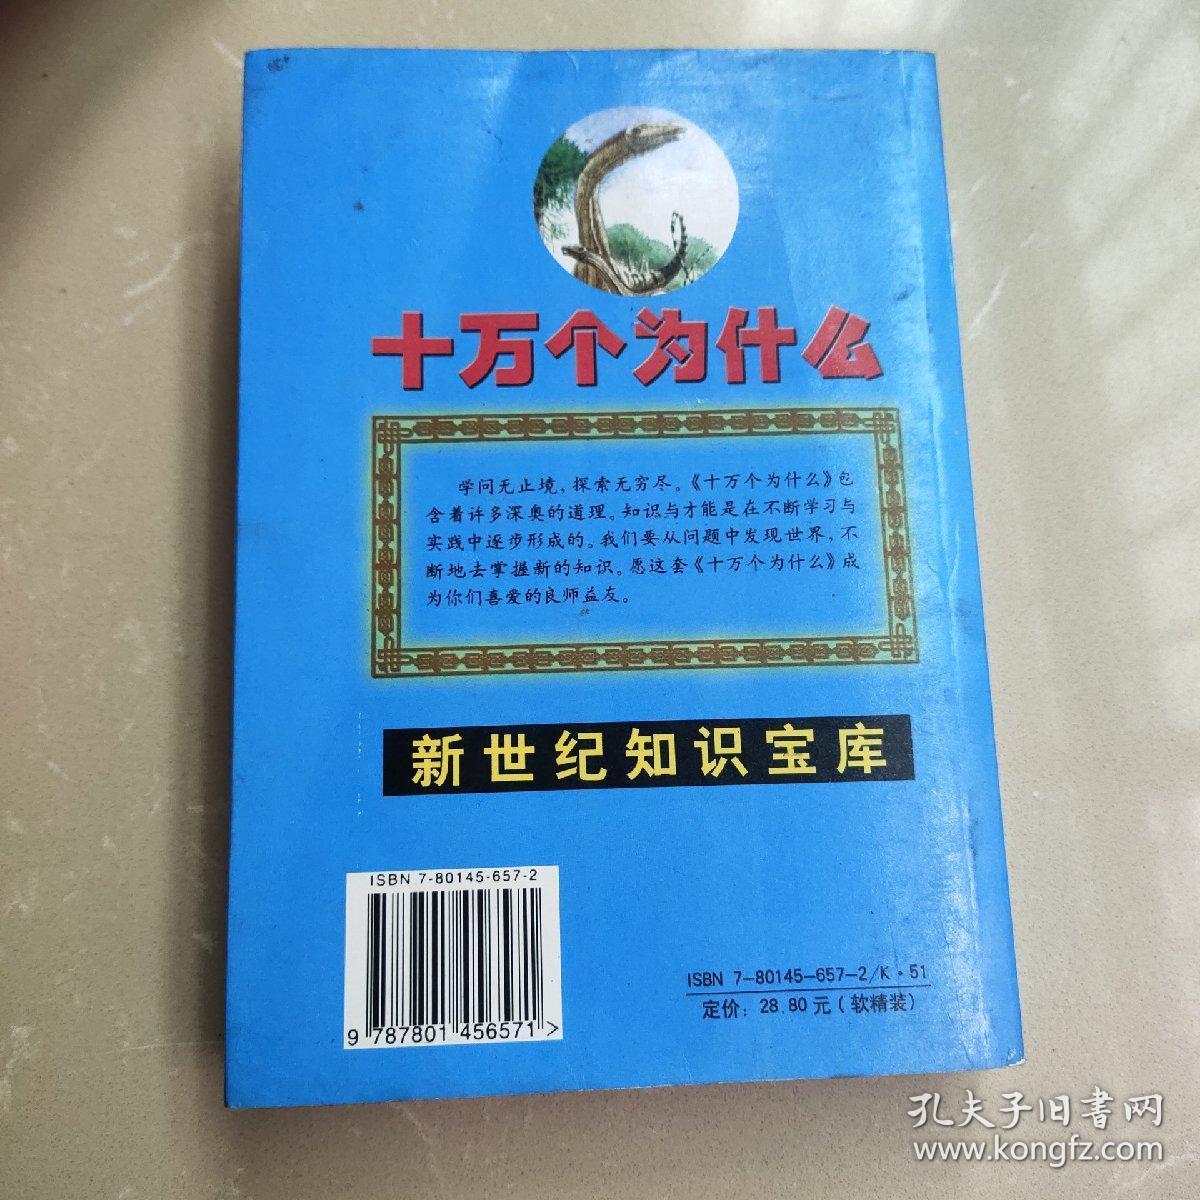 十万个为什么
学问无止境，探索无穷尽。《十万个为什么》包
含着许多深奥的道理。知识与才能是在不断学习与
实践中逐步形成的。我们要从问题中发现世界，不
断地去掌握新的知识。愿这套《十万个为什么》成
为你们喜爱的良师益友。
新世纪知识宝库
ISBN 7-80145-657-2
9 787801 456571>
ISBN 7-80145-657-2/K·51
定价：28.80元（软精装）
孔夫子旧书网
www.kongfz.com